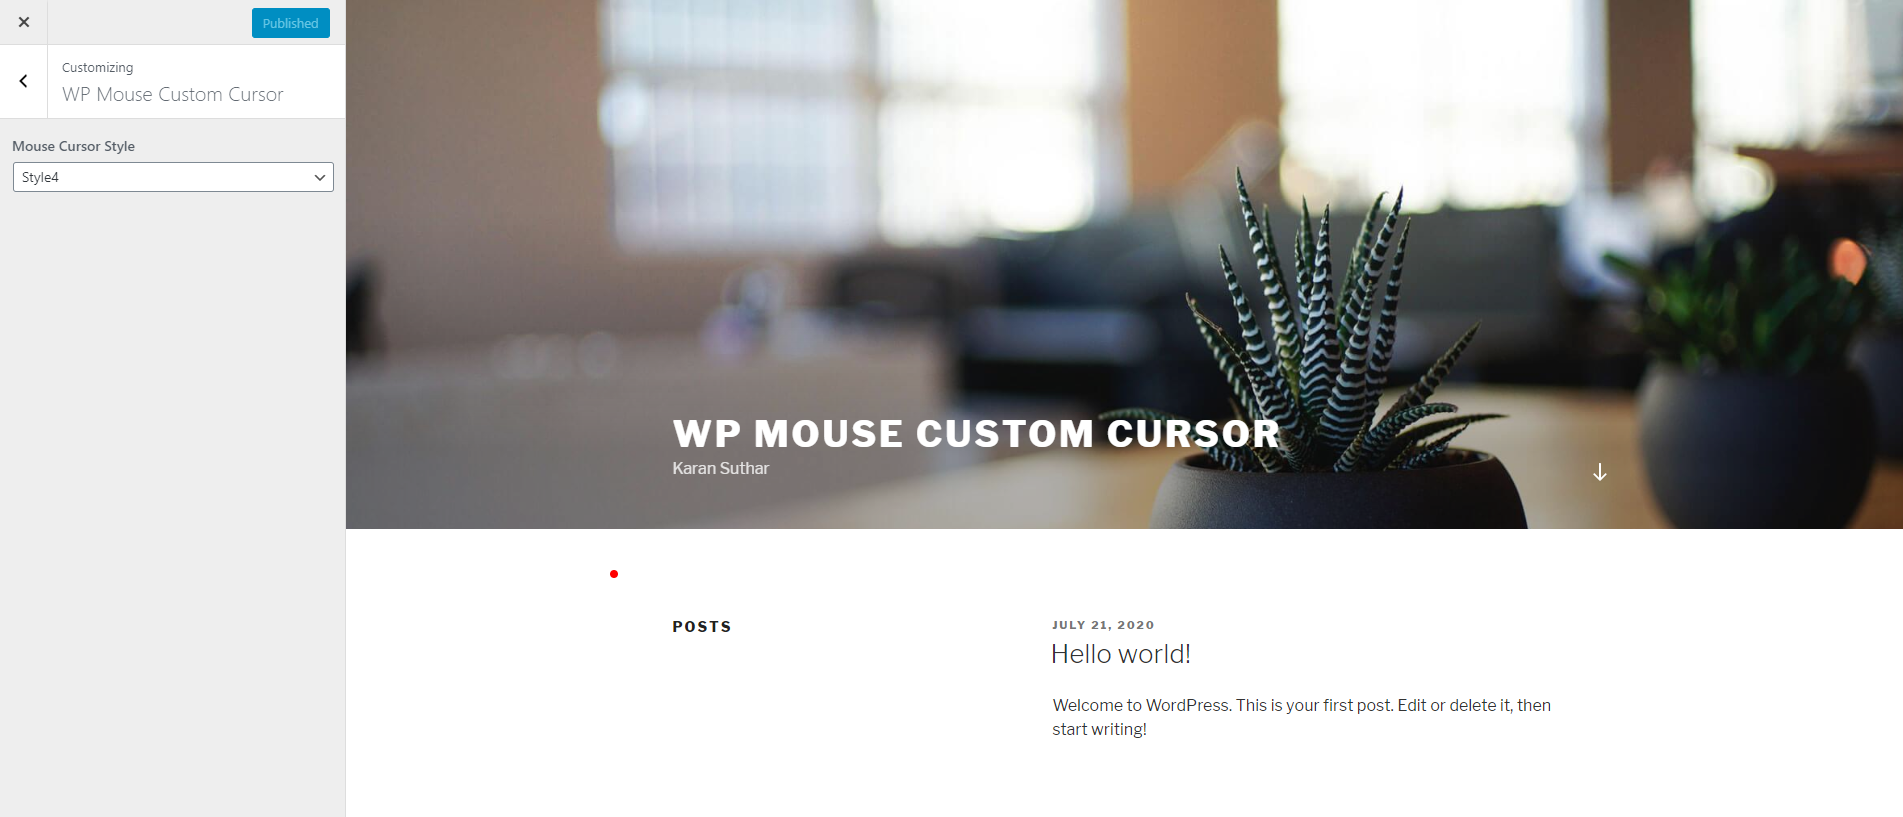 Published
Customizing
WP Mouse Custom Cursor
Mouse Cursor Style
Style4
WP MOUSE CUSTOM CURSOR
Karan Suthar
POSTS
JULY 21, 2020
Hello world!
Welcome to WordPress. This is your first post. Edit or delete it, then
start writing!